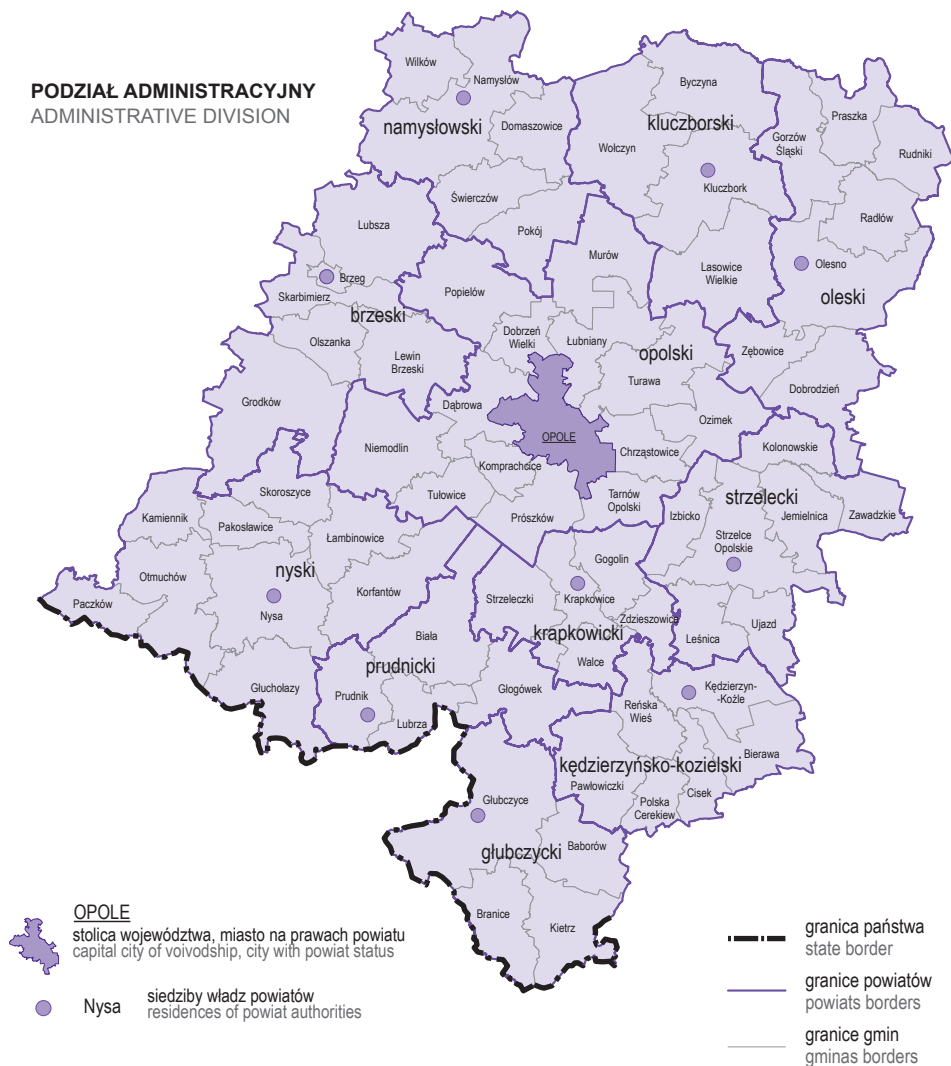 PODZIAŁ ADMINISTRACYJNY
ADMINISTRATIVE DIVISION
Wilków
Namysłów
namysłowski
Domaszowice
Świerczów
Pokój
Byczyna
kluczborski
Wołczyn
Kluczbork
Lasowice
Wielkie
Praszka
Gorzów
Śląski
Rudniki
Radłów
Olesno
oleski
Zębowice
Dobrodzień
Lubsza
Brzeg
Skarbimierz
brzeski
Olszanka
Lewin
Brzeski
Grodków
Murów
Popielów
Dobrzeń
Wielki
Łubniany
opolski
Turawa
Ozimek
Dąbrowa
OPOLE
Chrząstowice
Niemodlin
Komprachcice
Tułowice
Prószków
Tarnów
Opolski
Kolonowskie
strzelecki
Izbicko
Jemielnica
Zawadzkie
Strzelce
Opolskie
Leśnica
Ujazd
Skoroszyce
Kamiennik
Pakosławice
Łambinowice
Otmuchów
nyski
Nysa
Korfantów
Paczków
Głuchołazy
Biała
prudnicki
Prudnik
Lubrza
Głogówek
Gogolin
Strzeleczki
Krapkowice
Zdzieszowice
krapkowicki
Walce
Kędzierzyn-
-Koźle
Reńska
Wieś
Bierawa
kędzierzyńsko-kozielski
Pawłowiczki
Cisek
Polska
Cerekiew
Głubczyce
głubczycki
Baborów
Branice
Kietrz
OPOLE
stolica województwa, miasto na prawach powiatu
capital city of voivodship, city with powiat status
Nysa
siedziby władz powiatów
residences of powiat authorities
granica państwa
state border
granice powiatów
powiats borders
granice gmin
gminas borders